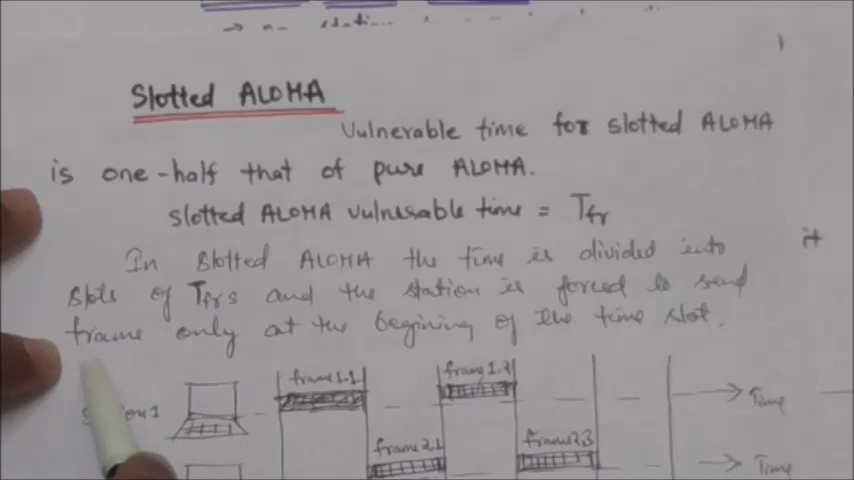 Slotted ALOHA
Vulnerable time for slotted ALOHA
is one-half that of pure ALOHA.
slotted ALOHA vulnerable time = Tfr
In Slotted ALOHA the time is divided into
it
slots of Tfrs and the station is forced to send
frame only at the begining of the time slot.
frame 1.1 frame 1.2
Time
frame 2.1 frame 2.3
Time